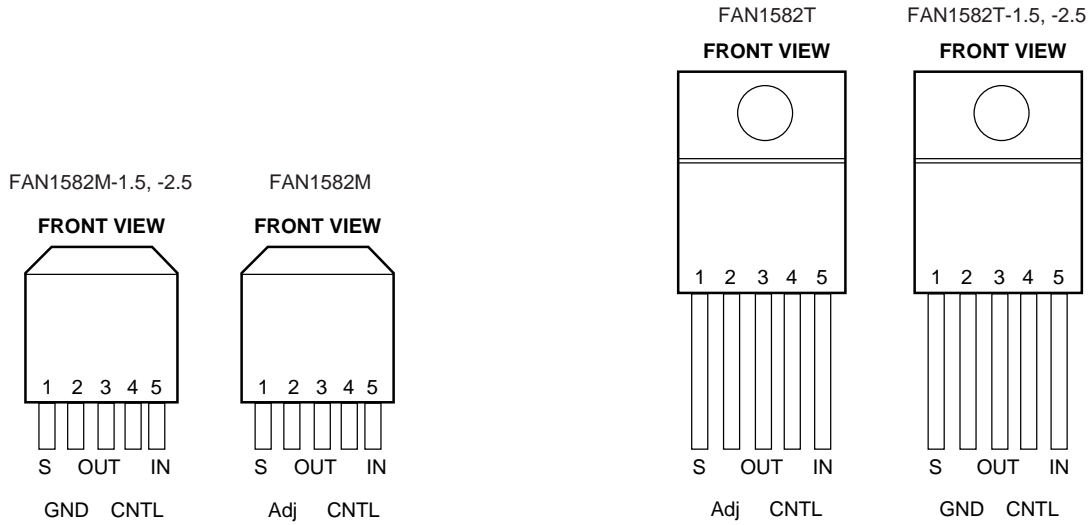 FAN1582T
FRONT VIEW
1 2 3 4 5
S OUT IN
Adj CNTL
FAN1582T-1.5, -2.5
FRONT VIEW
1 2 3 4 5
S OUT IN
GND CNTL
FAN1582M-1.5, -2.5
FRONT VIEW
1 2 3 4 5
S OUT IN
GND CNTL
FAN1582M
FRONT VIEW
1 2 3 4 5
S OUT IN
Adj CNTL